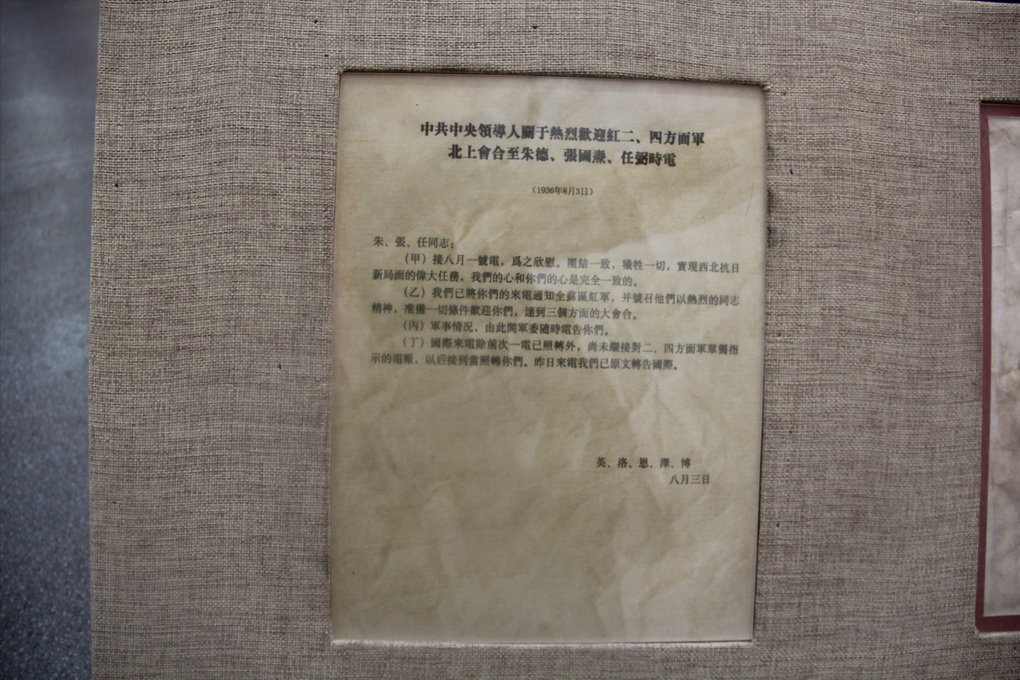 中共中央領導人關于熱烈歡迎紅二、四方面軍
北上會合至朱德、張國燾、任弼時電
（1936年8月3日）
朱、張、任同志：
（甲）接八月一號電，爲之欣慰。團結一致，犧牲一切，實現西北抗日
新局面的偉大任務，我們的心和你們的心是完全一致的。
（乙）我們已將你們的來電通知全蘇區紅軍，并號召他們以熱烈的同志
精神，准備一切條件歡迎你們，達到三個方面的大會合。
（丙）軍事情況，由此間軍委隨時電告你們。
（丁）國際來電除前次一電已照轉外，尚未繼接對二、四方面軍單獨指
示的電報，以后接到當照轉你們。昨日來電我們已原文轉告國際。
英、洛、恩、澤、博
八月三日